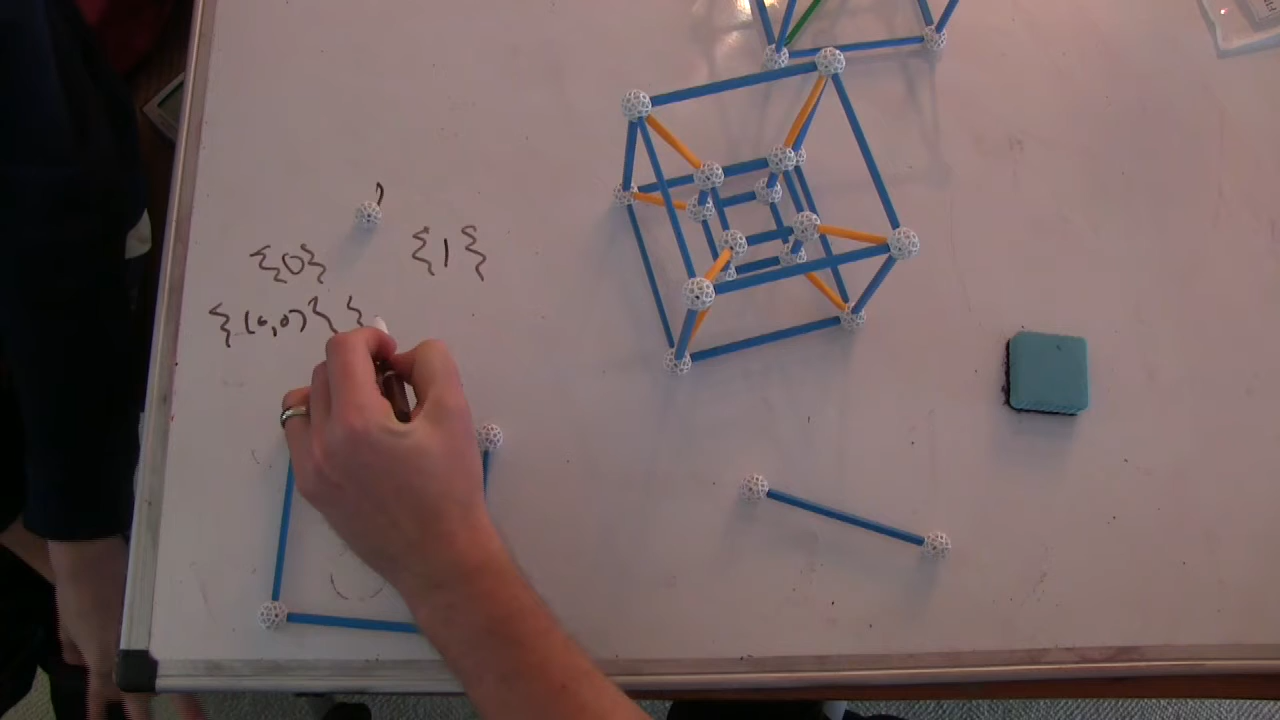 {0} {1}
{(0,0)} {